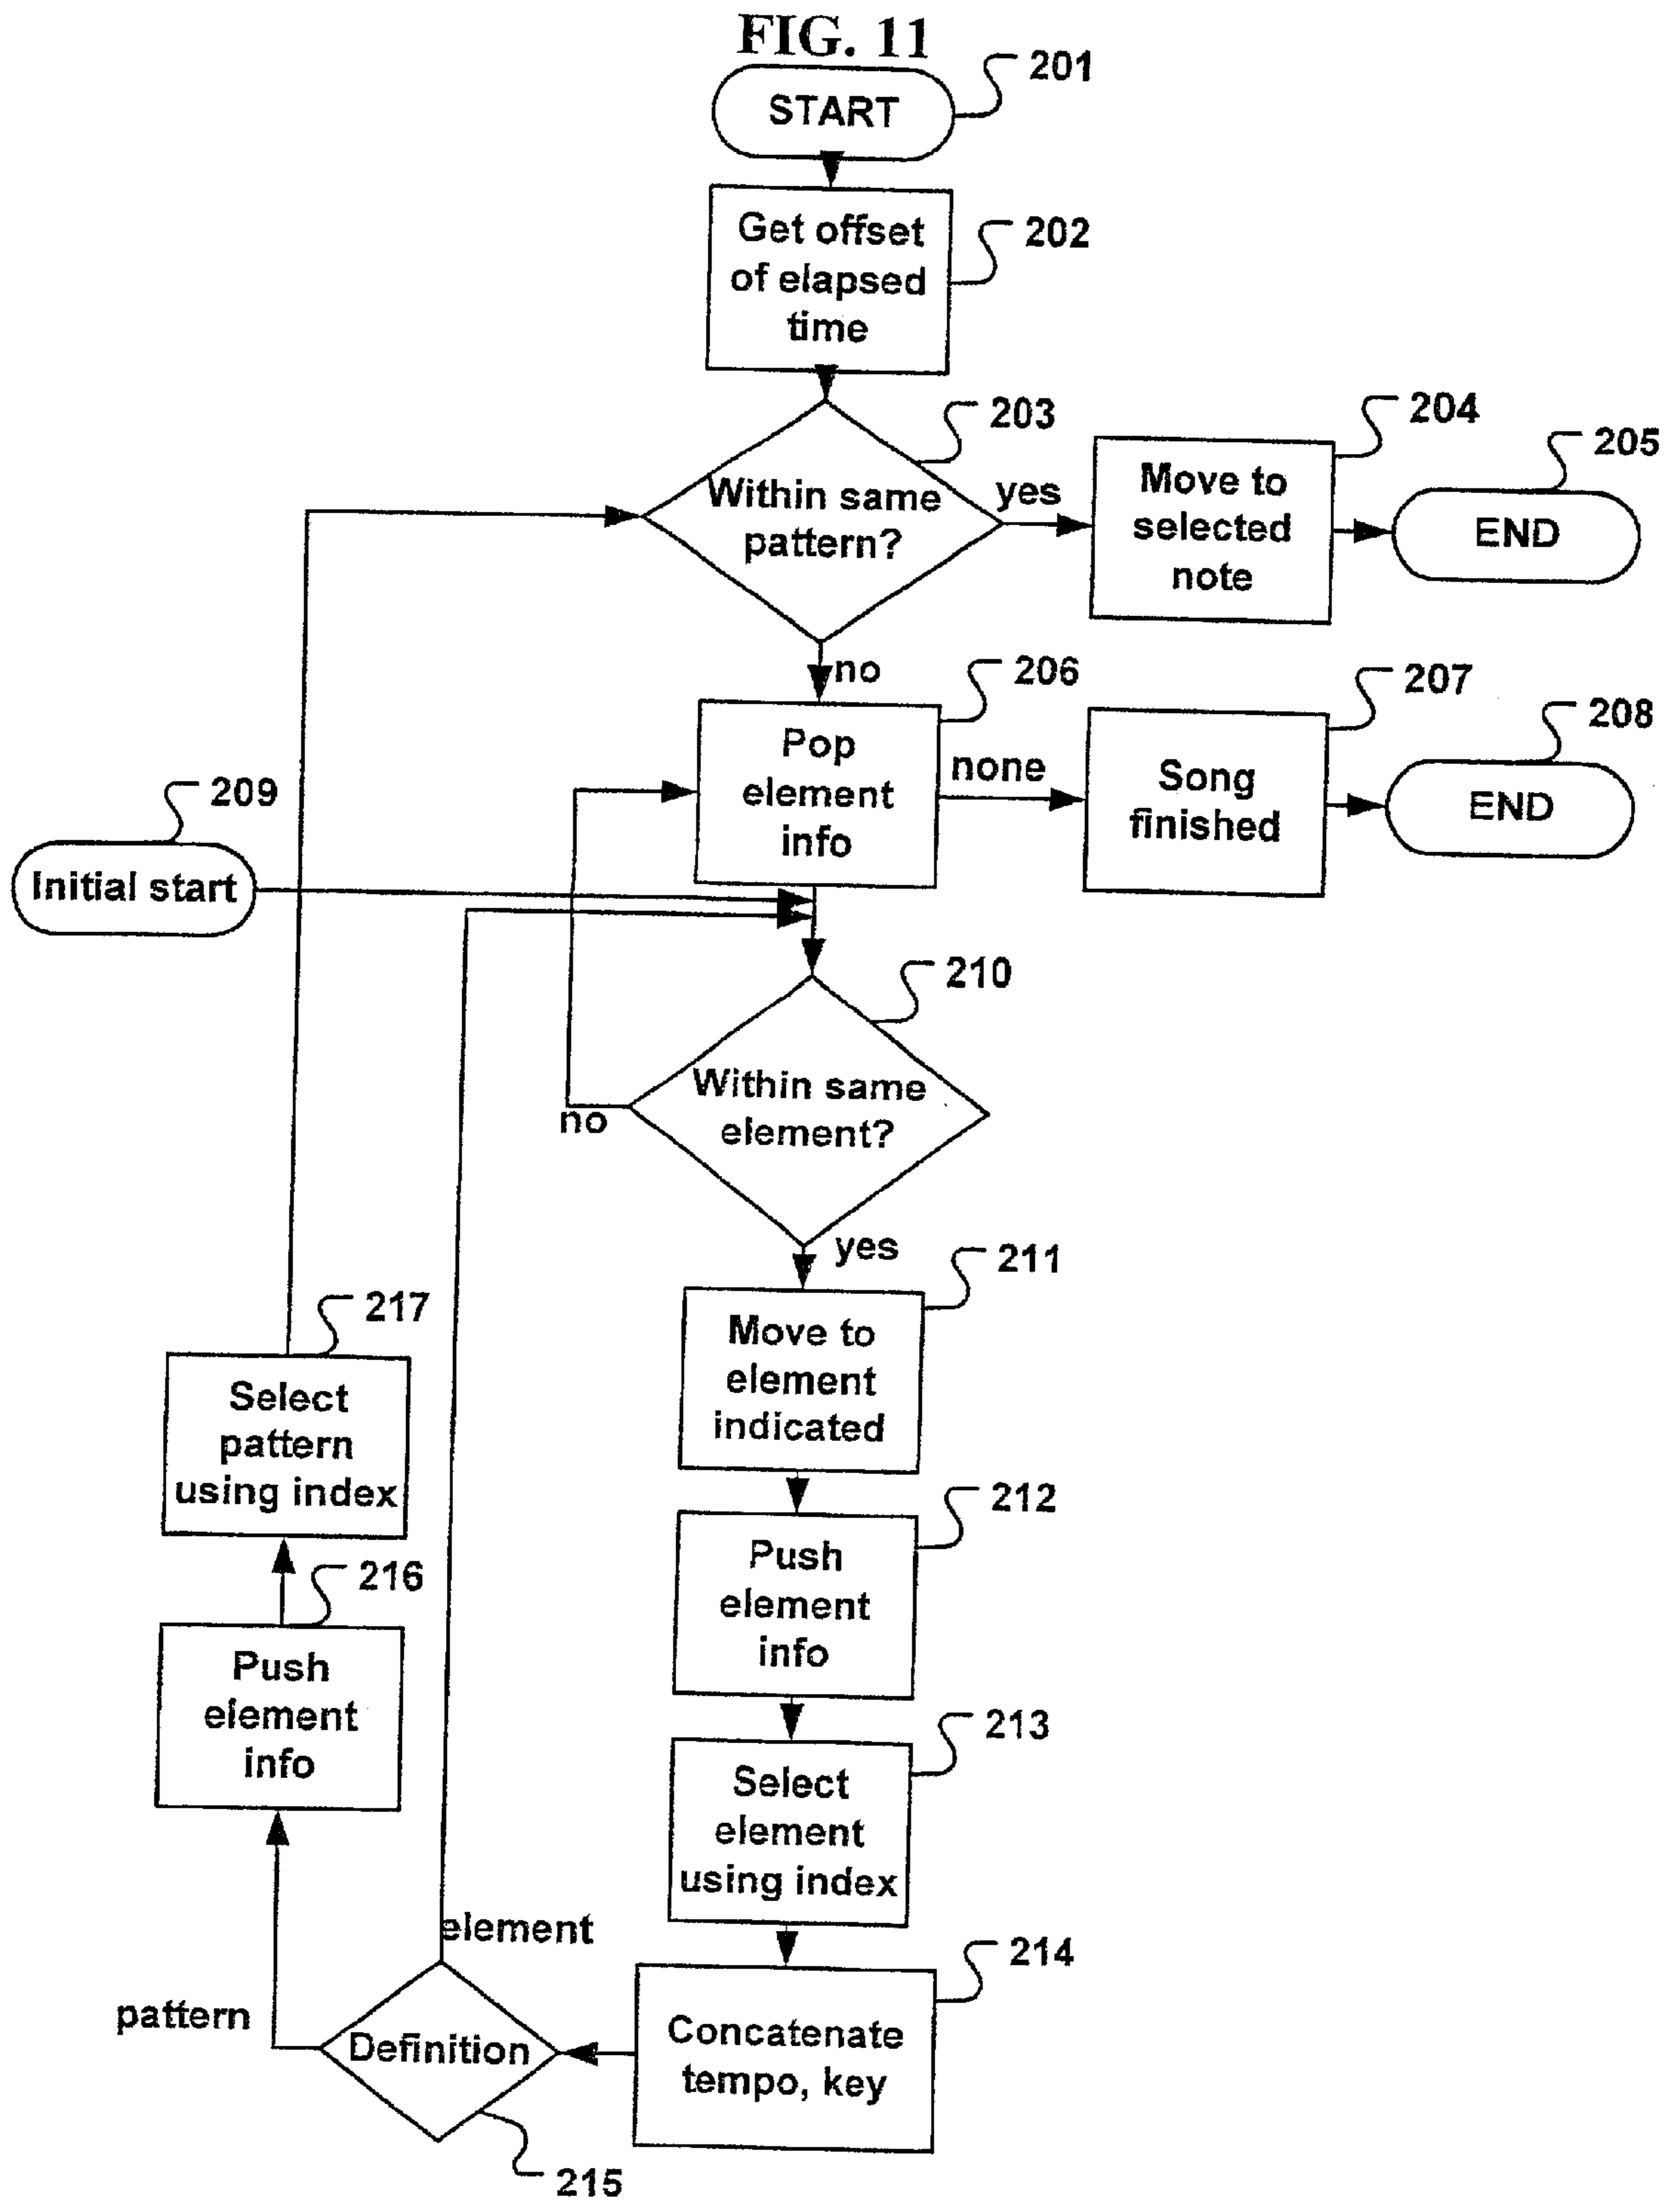 FIG. 11
201
START
Get offset
of elapsed
time
202
203
Within same
pattern?
yes
204
Move to
selected
note
205
END
no
206
Pop
element
info
none
207
Song
finished
208
END
209
Initial start
210
Within same
element?
no
yes
211
Move to
element
indicated
212
Push
element
info
213
Select
element
using index
214
Concatenate
tempo, key
Definition
215
element
pattern
216
Push
element
info
217
Select
pattern
using index